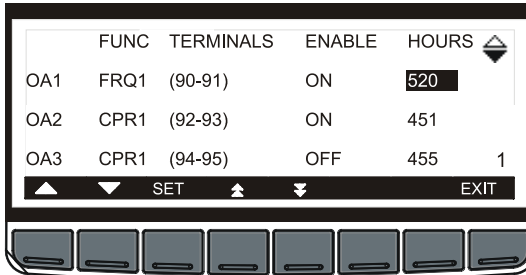 FUNC TERMINALS ENABLE HOURS
OA1 FRQ1 (90-91) ON 520
OA2 CPR1 (92-93) ON 451
OA3 CPR1 (94-95) OFF 455 1
SET EXIT